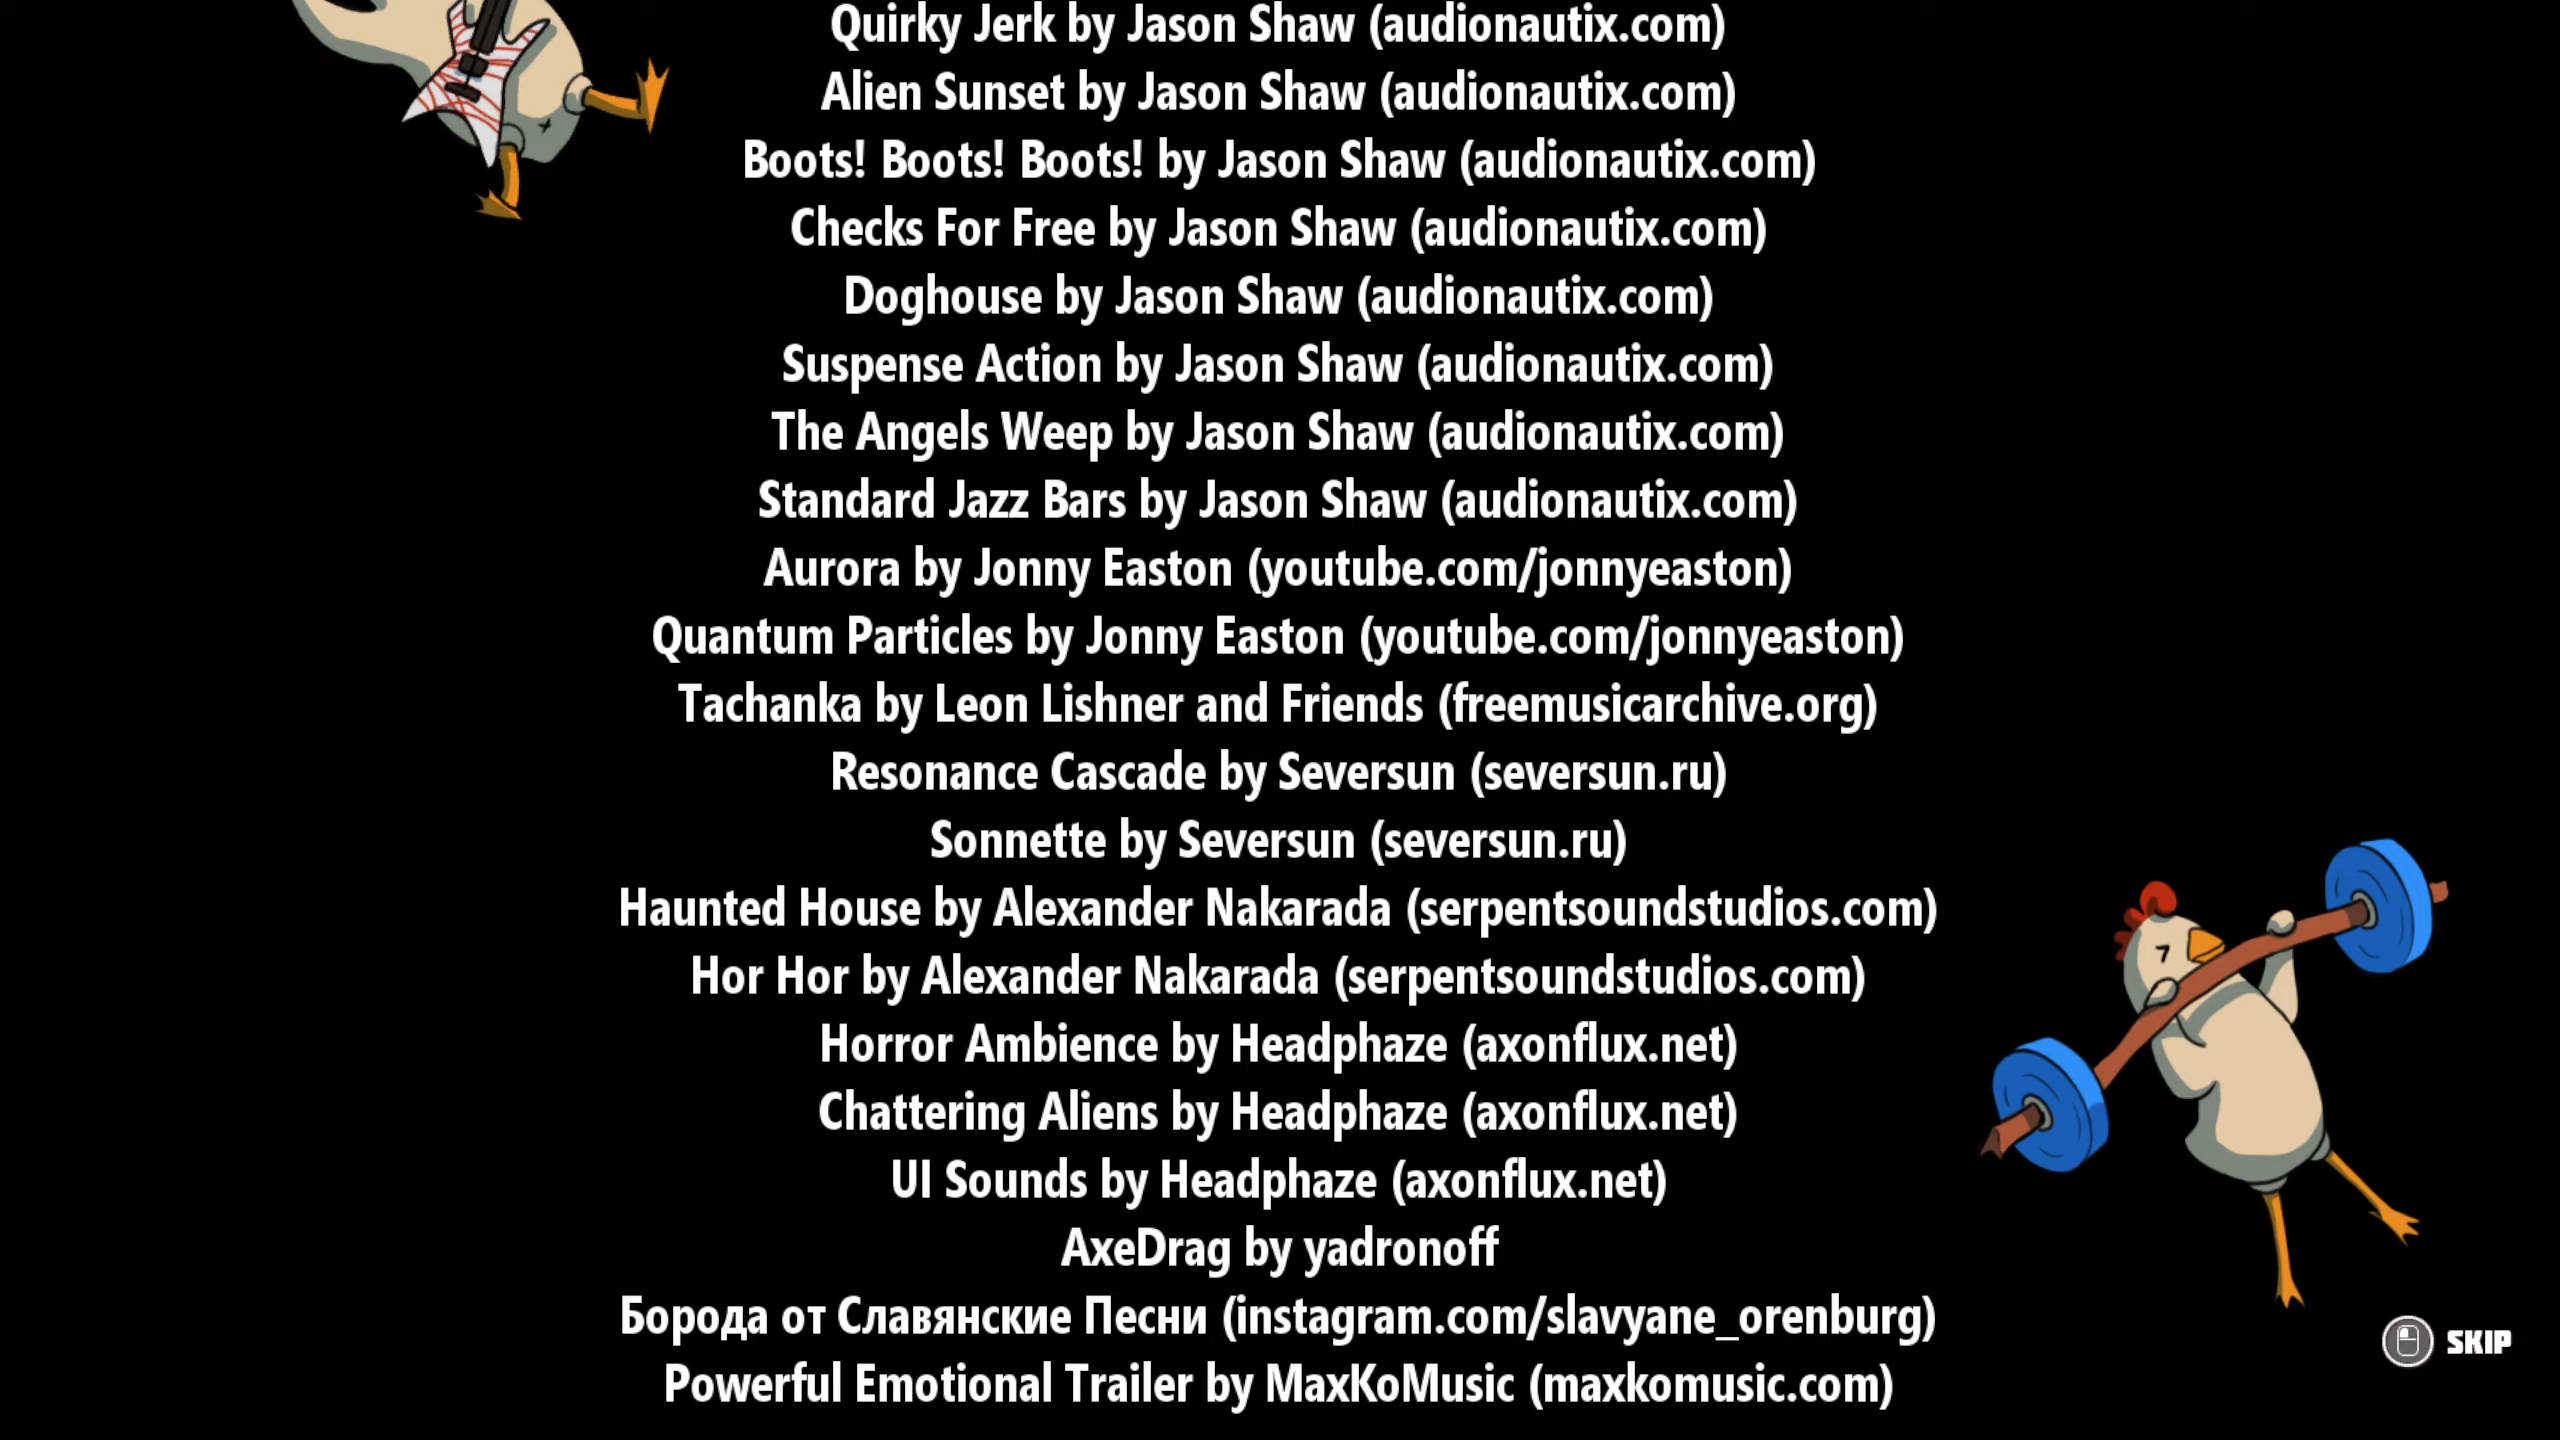 Quirky Jerk by Jason Shaw (audionautix.com)
Alien Sunset by Jason Shaw (audionautix.com)
Boots! Boots! Boots! by Jason Shaw (audionautix.com)
Checks For Free by Jason Shaw (audionautix.com)
Doghouse by Jason Shaw (audionautix.com)
Suspense Action by Jason Shaw (audionautix.com)
The Angels Weep by Jason Shaw (audionautix.com)
Standard Jazz Bars by Jason Shaw (audionautix.com)
Aurora by Jonny Easton (youtube.com/jonnyeaston)
Quantum Particles by Jonny Easton (youtube.com/jonnyeaston)
Tachanka by Leon Lishner and Friends (freemusicarchive.org)
Resonance Cascade by Seversun (seversun.ru)
Sonnette by Seversun (seversun.ru)
Haunted House by Alexander Nakarada (serpentsoundstudios.com)
Hor Hor by Alexander Nakarada (serpentsoundstudios.com)
Horror Ambience by Headphaze (axonflux.net)
Chattering Aliens by Headphaze (axonflux.net)
UI Sounds by Headphaze (axonflux.net)
AxeDrag by yadronoff
Борода от Славянские Песни (instagram.com/slavyane_orenburg)
SKIP
Powerful Emotional Trailer by MaxKoMusic (maxkomusic.com)